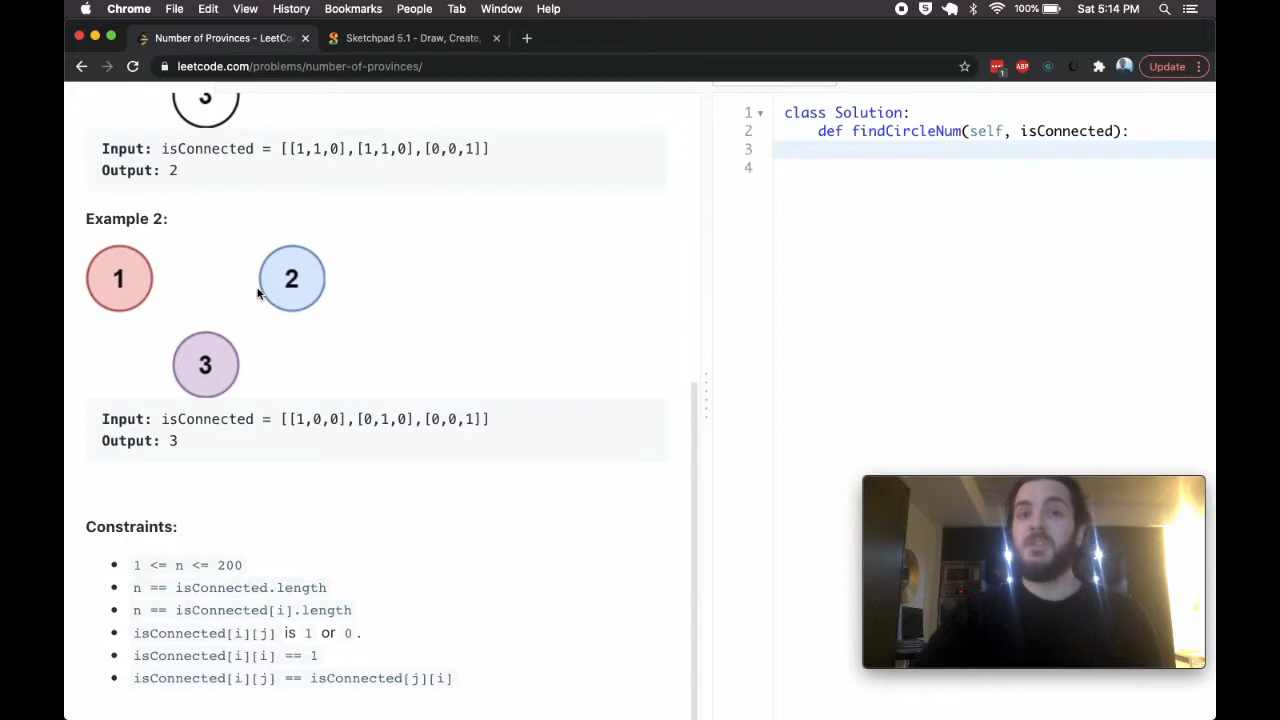 Chrome File Edit View History Bookmarks People Tab Window Help 100% Sat 5:14 PM
Number of Provinces - LeetCo Sketchpad 5.1 - Draw, Create,
leetcode.com/problems/number-of-provinces/ 1 ABP Update
3
Input: isConnected = [[1,1,0],[1,1,0],[0,0,1]]
Output: 2
Example 2:
1 2
3
Input: isConnected = [[1,0,0],[0,1,0],[0,0,1]]
Output: 3
Constraints:
1 <= n <= 200
n == isConnected.length
n == isConnected[i].length
isConnected[i][j] is 1 or 0.
isConnected[i][i] == 1
isConnected[i][j] == isConnected[j][i]
1 class Solution:
2 def findCircleNum(self, isConnected):
3
4